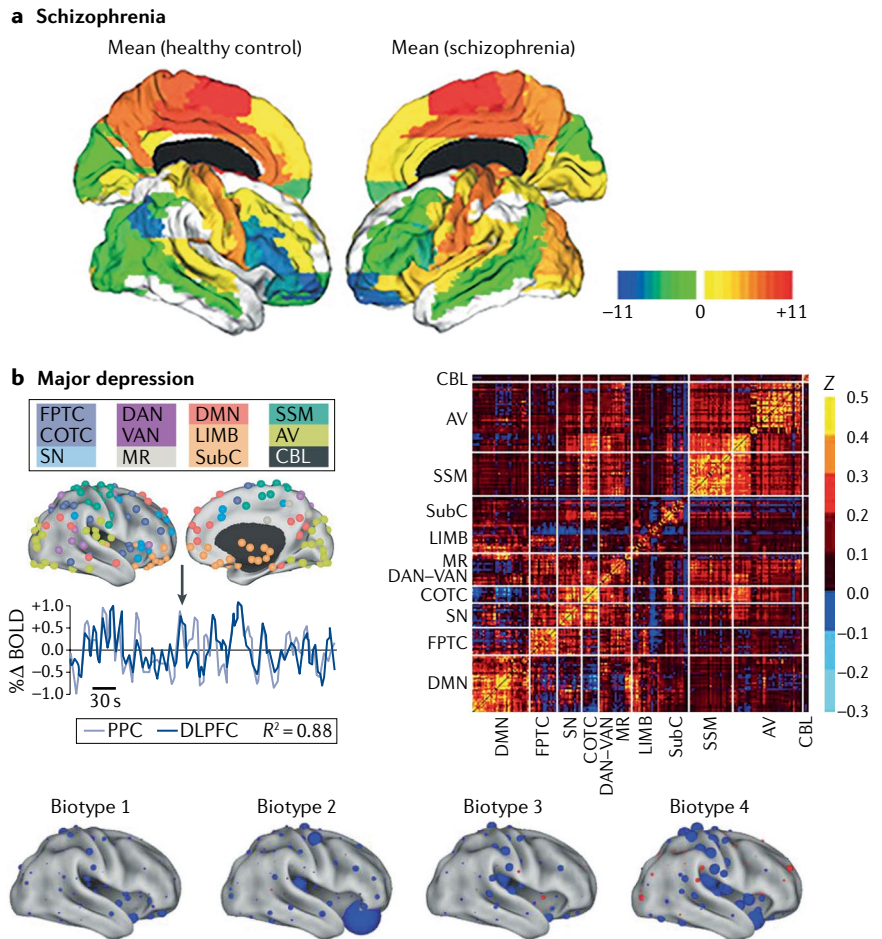 a Schizophrenia
Mean (healthy control) Mean (schizophrenia)
−11 0 +11
b Major depression
FPTC DAN DMN SSM
COTC VAN LIMB AV
SN MR SubC CBL
%Δ BOLD
+1.0
+0.5
0.0
−0.5
−1.0
30 s
PPC DLPFC R² = 0.88
CBL
AV
SSM
SubC
LIMB
MR
DAN–VAN
COTC
SN
FPTC
DMN
DMN
FPTC
SN
COTC
DAN–VAN
MR
LIMB
SubC
SSM
AV
CBL
Z
0.5
0.4
0.3
0.2
0.1
0.0
−0.1
−0.2
−0.3
Biotype 1 Biotype 2 Biotype 3 Biotype 4